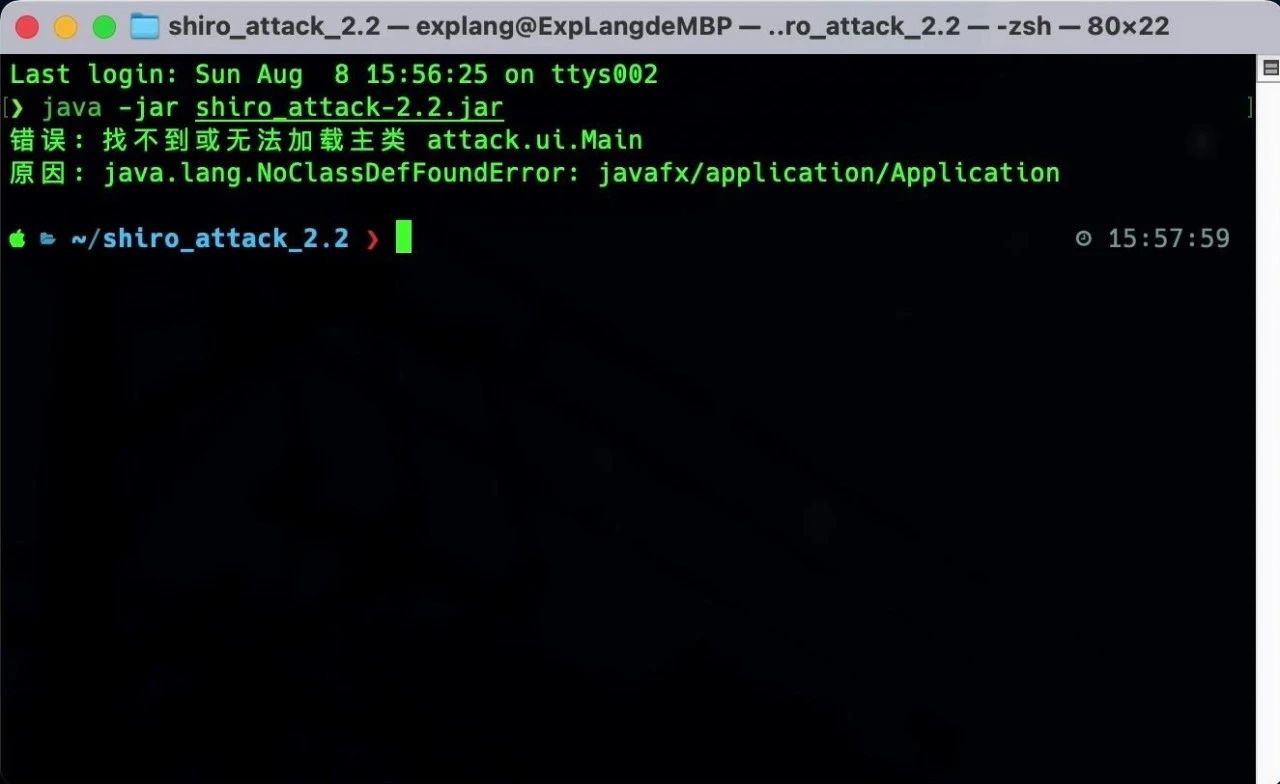 shiro_attack_2.2 — explang@ExpLangdeMBP — ..ro_attack_2.2 — -zsh — 80×22
Last login: Sun Aug  8 15:56:25 on ttys002
[❯ java -jar shiro_attack-2.2.jar ]
错误: 找不到或无法加载主类 attack.ui.Main
原因: java.lang.NoClassDefFoundError: javafx/application/Application
~/shiro_attack_2.2 ❯ 15:57:59